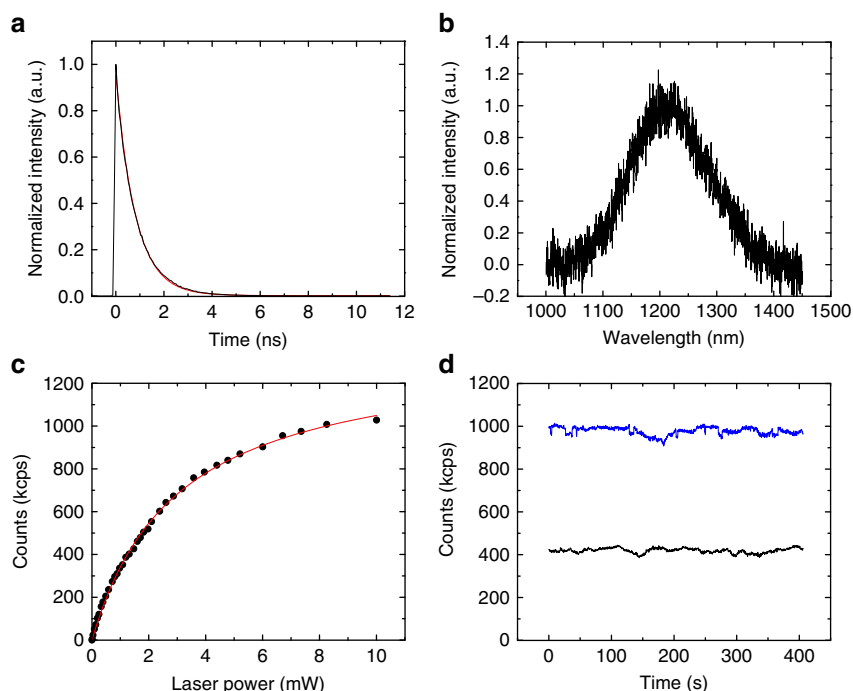 a
Normalized intensity (a.u.)
1.0
0.8
0.6
0.4
0.2
0.0
0 2 4 6 8 10 12
Time (ns)
b
Normalized intensity (a.u.)
1.4
1.2
1.0
0.8
0.6
0.4
0.2
0.0
–0.2
1000 1100 1200 1300 1400 1500
Wavelength (nm)
c
Counts (kcps)
1200
1000
800
600
400
200
0
0 2 4 6 8 10
Laser power (mW)
d
Counts (kcps)
1200
1000
800
600
400
200
0
0 100 200 300 400
Time (s)